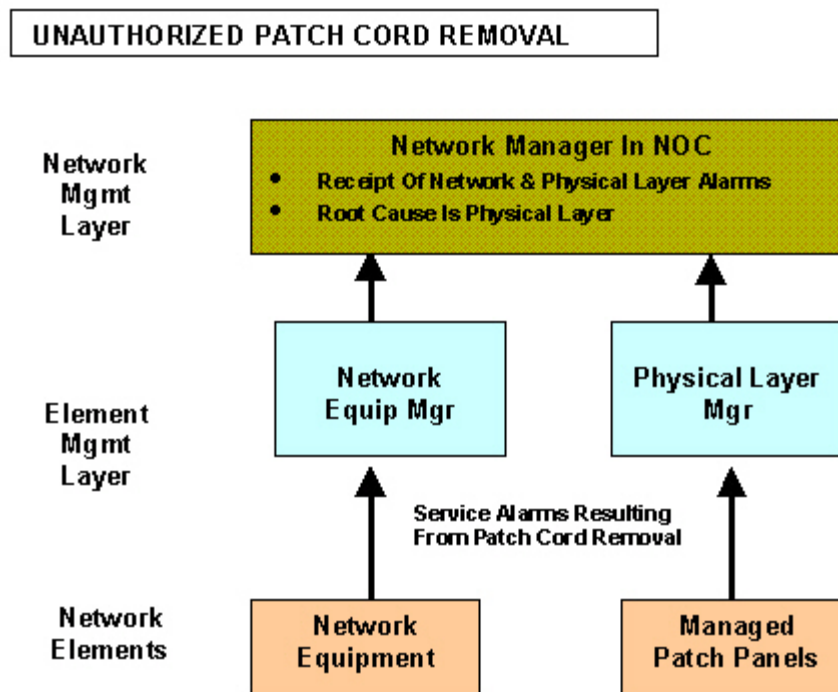 UNAUTHORIZED PATCH CORD REMOVAL
Network
Mgmt
Layer
Network Manager In NOC
• Receipt Of Network & Physical Layer Alarms
• Root Cause Is Physical Layer
Element
Mgmt
Layer
Network
Equip Mgr
Physical Layer
Mgr
Service Alarms Resulting
From Patch Cord Removal
Network
Elements
Network
Equipment
Managed
Patch Panels